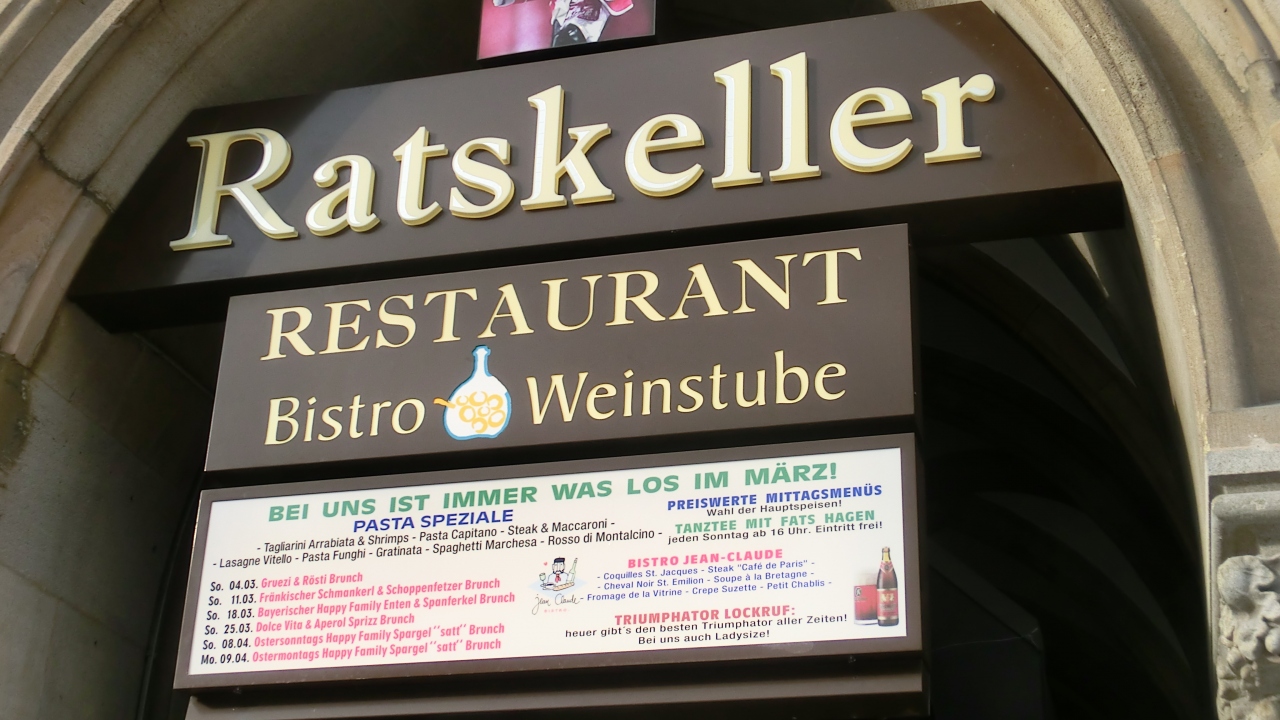 Ratskeller
RESTAURANT
Bistro Weinstube
BEI UNS IST IMMER WAS LOS IM MÄRZ!
PASTA SPEZIALE
- Tagliarini Arrabiata & Shrimps - Pasta Capitano - Steak & Maccaroni -
- Lasagne Vitello - Pasta Funghi - Gratinata - Spaghetti Marchesa - Rosso di Montalcino -
So. 04.03. Gruezi & Rösti Brunch
So. 11.03. Fränkischer Schmankerl & Schoppenfetzer Brunch
So. 18.03. Bayerischer Happy Family Enten & Spanferkel Brunch
So. 25.03. Dolce Vita & Aperol Sprizz Brunch
So. 08.04. Ostersonntags Happy Family Spargel "satt" Brunch
Mo. 09.04. Ostermontags Happy Family Spargel "satt" Brunch
PREISWERTE MITTAGSMENÜS
Wahl der Hauptspeisen!
TANZTEE MIT FATS HAGEN
jeden Sonntag ab 16 Uhr. Eintritt frei!
BISTRO JEAN-CLAUDE
- Coquilles St. Jacques - Steak "Café de Paris" -
- Cheval Noir St. Emilion - Soupe à la Bretagne -
- Fromage de la Vitrine - Crepe Suzette - Petit Chablis -
Jean Claude
BISTRO
TRIUMPHATOR LOCKRUF:
heuer gibt's den besten Triumphator aller Zeiten!
Bei uns auch Ladysize!